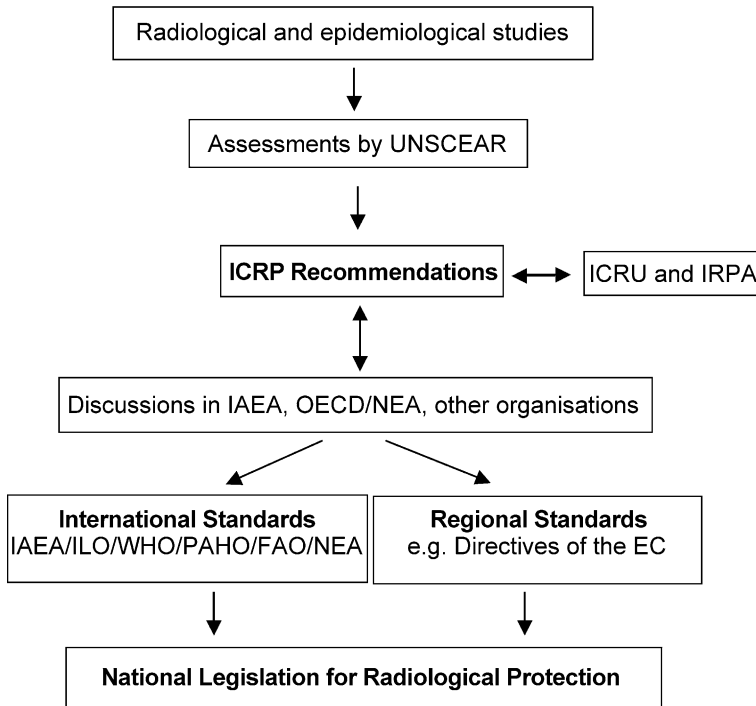 Radiological and epidemiological studies
Assessments by UNSCEAR
ICRP Recommendations
ICRU and IRPA
Discussions in IAEA, OECD/NEA, other organisations
International Standards
IAEA/ILO/WHO/PAHO/FAO/NEA
Regional Standards
e.g. Directives of the EC
National Legislation for Radiological Protection